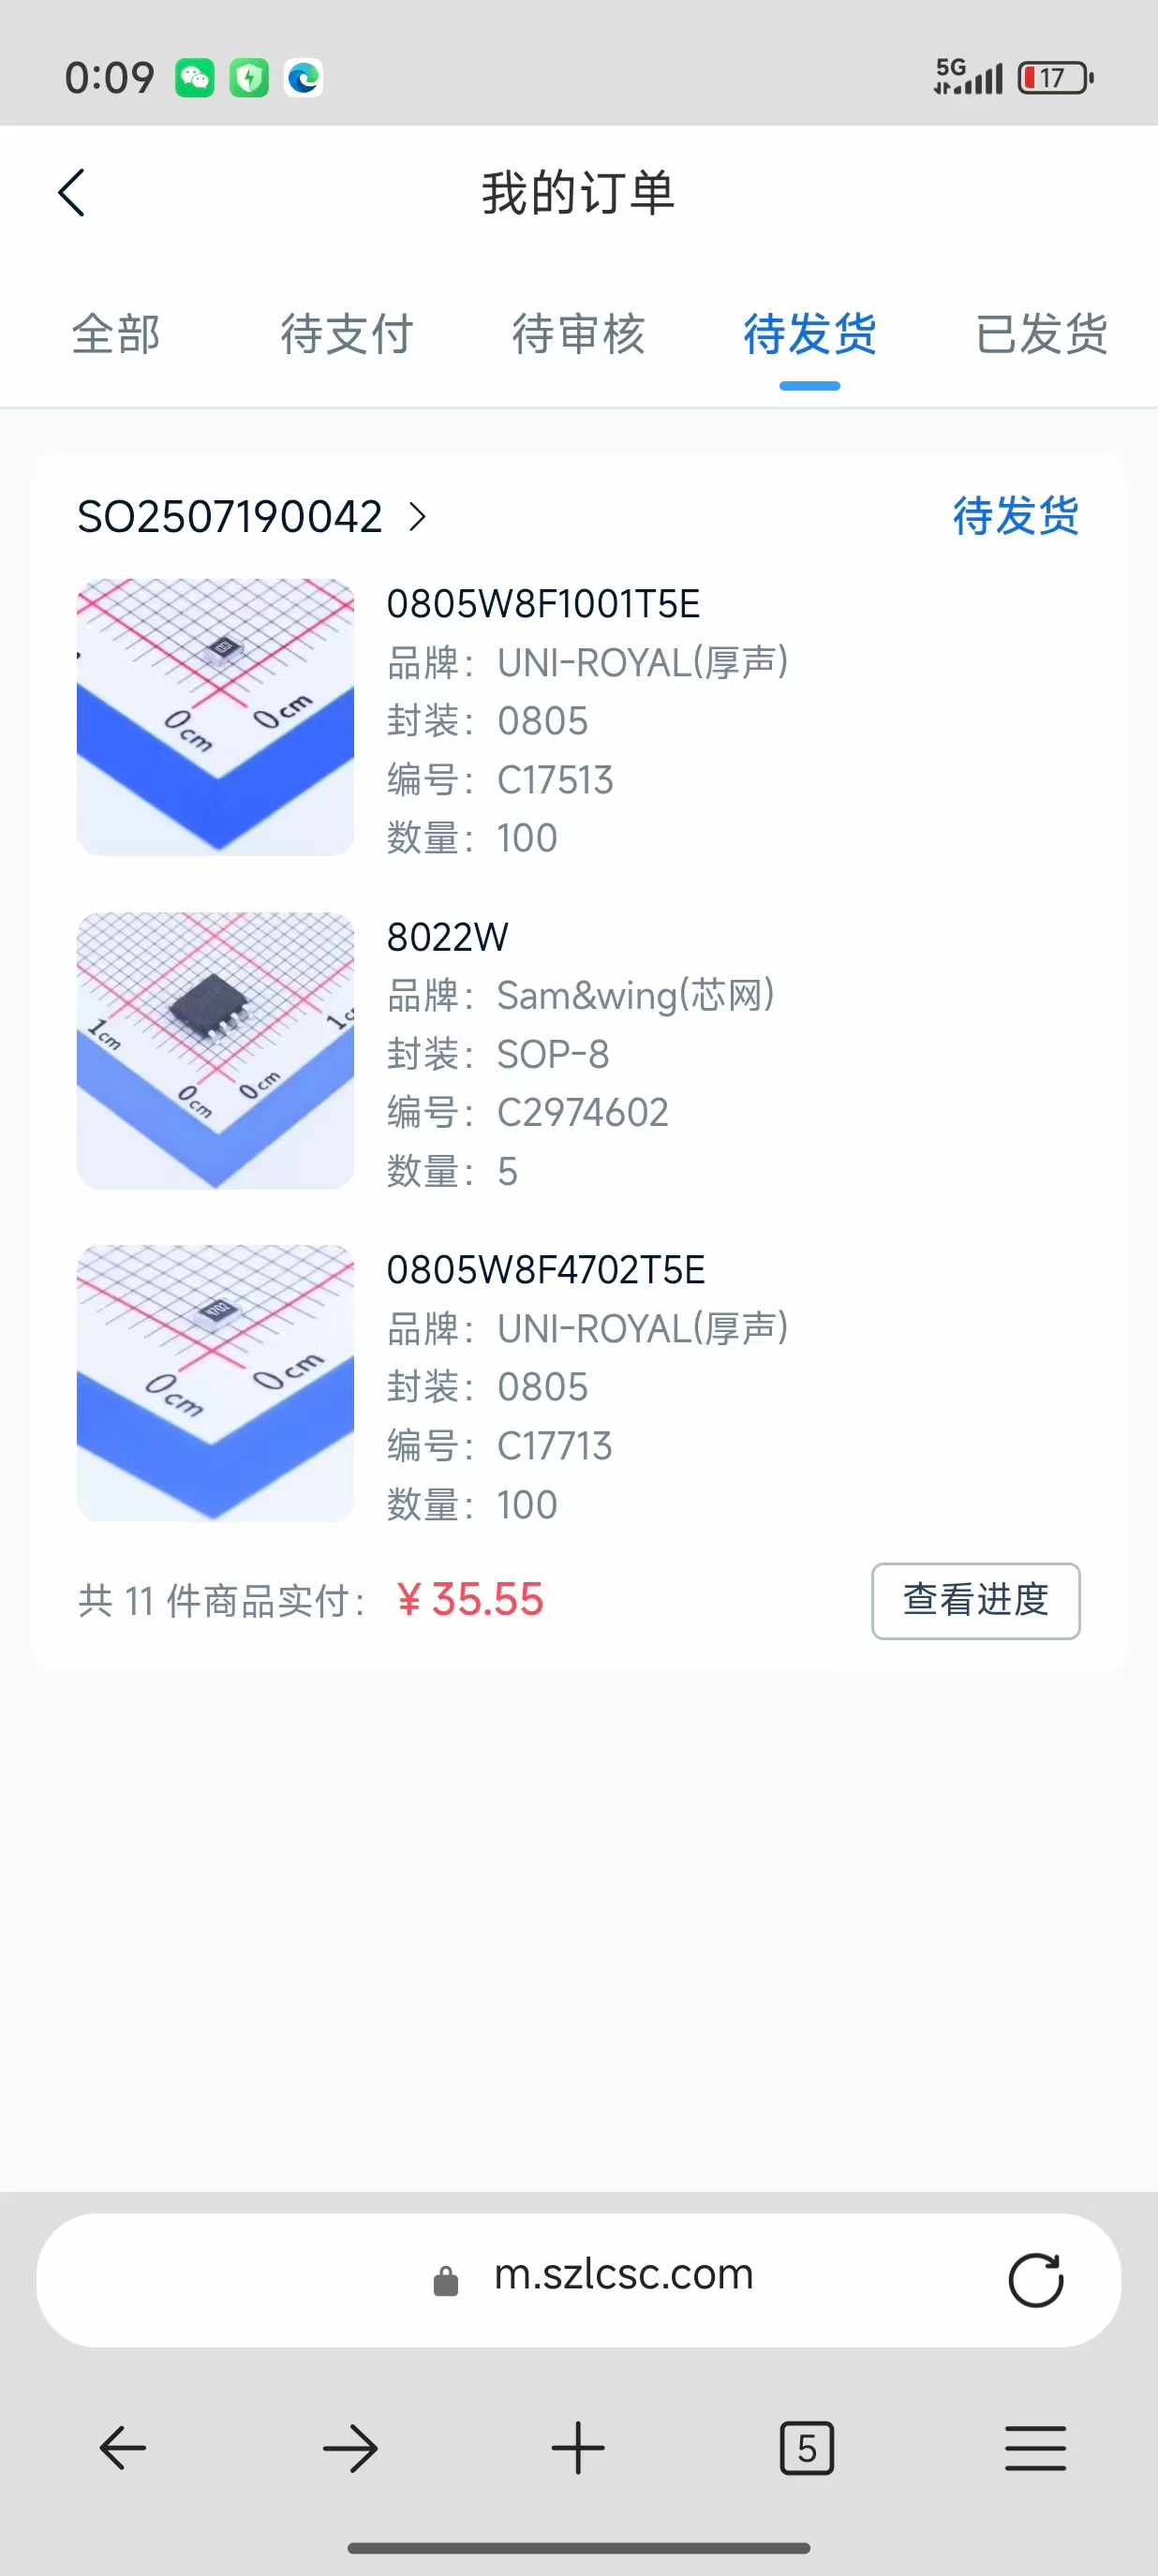 0:09
5G
17
我的订单
全部 待支付 待审核 待发货 已发货
SO2507190042
待发货
0805W8F1001T5E
品牌： UNI-ROYAL(厚声)
封装： 0805
编号： C17513
数量： 100
0cm 0cm
8022W
品牌： Sam&wing(芯网)
封装： SOP-8
编号： C2974602
数量： 5
1cm
0cm 0cm
0805W8F4702T5E
品牌： UNI-ROYAL(厚声)
封装： 0805
编号： C17713
数量： 100
4702
0cm 0cm
共 11 件商品实付： ¥ 35.55
查看进度
m.szlcsc.com
5